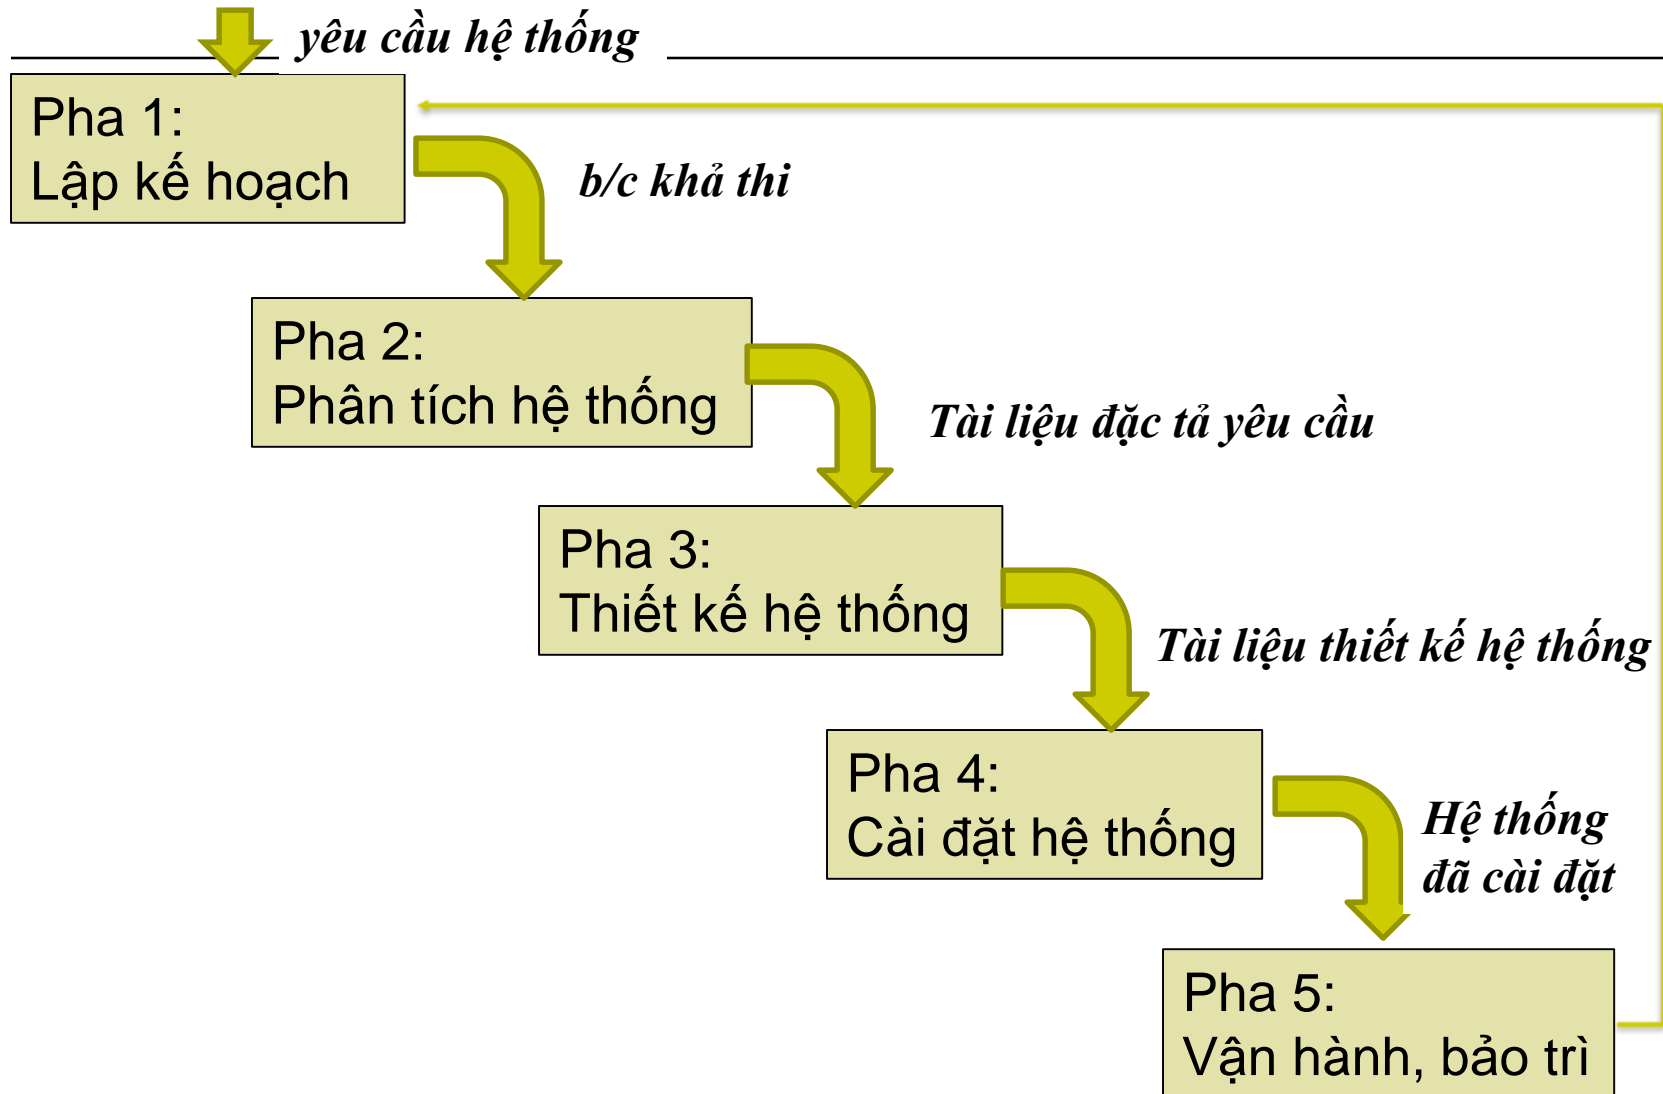 yêu cầu hệ thống
Pha 1:
Lập kế hoạch
b/c khả thi
Pha 2:
Phân tích hệ thống
Tài liệu đặc tả yêu cầu
Pha 3:
Thiết kế hệ thống
Tài liệu thiết kế hệ thống
Pha 4:
Cài đặt hệ thống
Hệ thống
đã cài đặt
Pha 5:
Vận hành, bảo trì